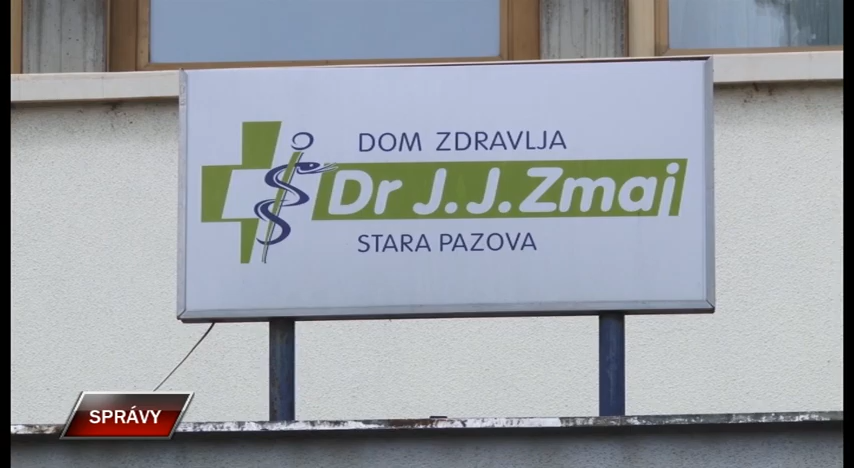 DOM ZDRAVLJA
Dr J. J. Zmaj
STARA PAZOVA
SPRÁVY